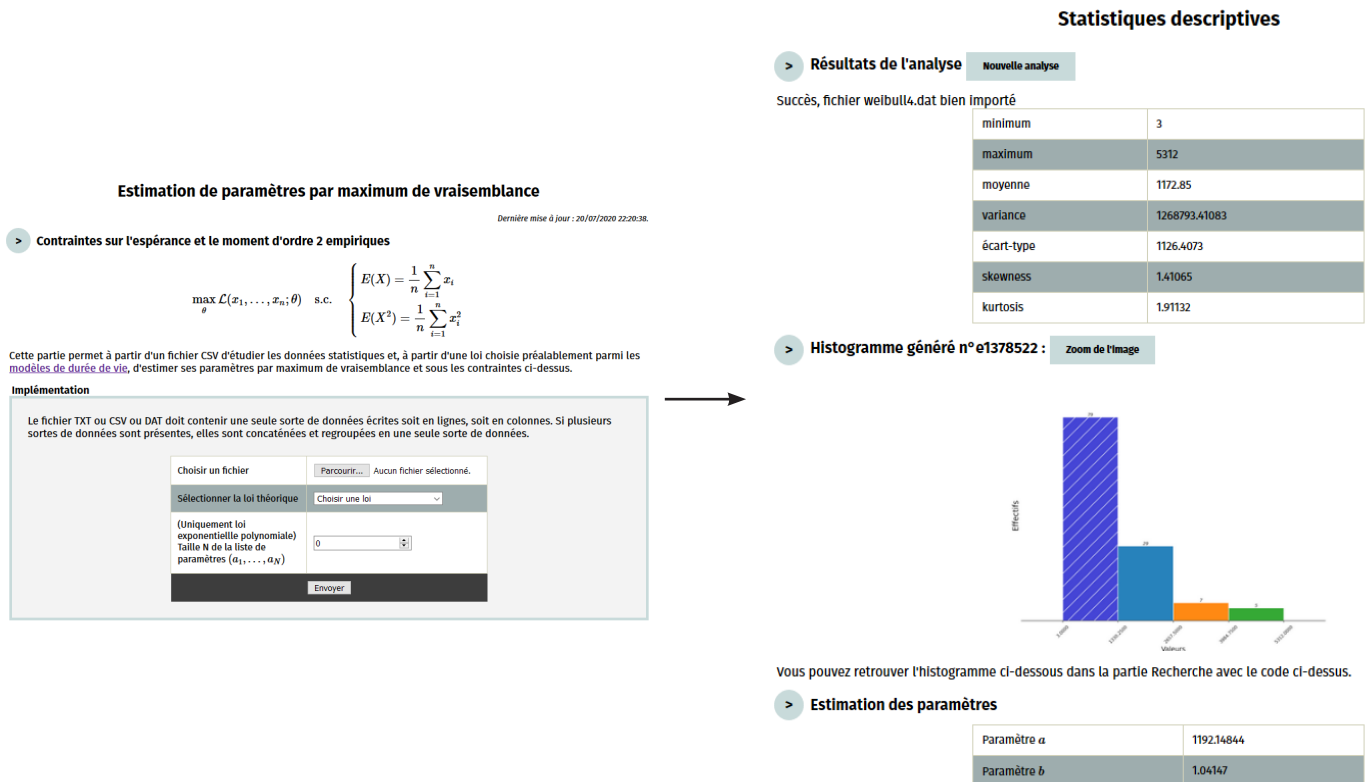 Estimation de paramètres par maximum de vraisemblance
Dernière mise à jour : 20/07/2020 22:20:38.
> Contraintes sur l'espérance et le moment d'ordre 2 empiriques
max_θ L(x₁, . . . , xₙ; θ) s.c. { E(X) = 1/n ∑_{i=1}^{n} x_i
E(X²) = 1/n ∑_{i=1}^{n} x_i²
Cette partie permet à partir d'un fichier CSV d'étudier les données statistiques et, à partir d'une loi choisie préalablement parmi les
modèles de durée de vie, d'estimer ses paramètres par maximum de vraisemblance et sous les contraintes ci-dessus.
Implémentation
Le fichier TXT ou CSV ou DAT doit contenir une seule sorte de données écrites soit en lignes, soit en colonnes. Si plusieurs
sortes de données sont présentes, elles sont concaténées et regroupées en une seule sorte de données.
Choisir un fichier Parcourir... Aucun fichier sélectionné.
Sélectionner la loi théorique Choisir une loi
(Uniquement loi
exponentiellle polynomiale)
Taille N de la liste de
paramètres (a₁, . . . , a_N)
0
Envoyer
Statistiques descriptives
> Résultats de l'analyse Nouvelle analyse
Succès, fichier weibull4.dat bien importé
minimum 3
maximum 5312
moyenne 1172.85
variance 1268793.41083
écart-type 1126.4073
skewness 1.41065
kurtosis 1.91132
> Histogramme généré n°e1378522 : Zoom de l'image
Effectifs
29
7
Valeurs
Vous pouvez retrouver l'histogramme ci-dessous dans la partie Recherche avec le code ci-dessus.
> Estimation des paramètres
Paramètre a 1192.14844
Paramètre b 1.04147